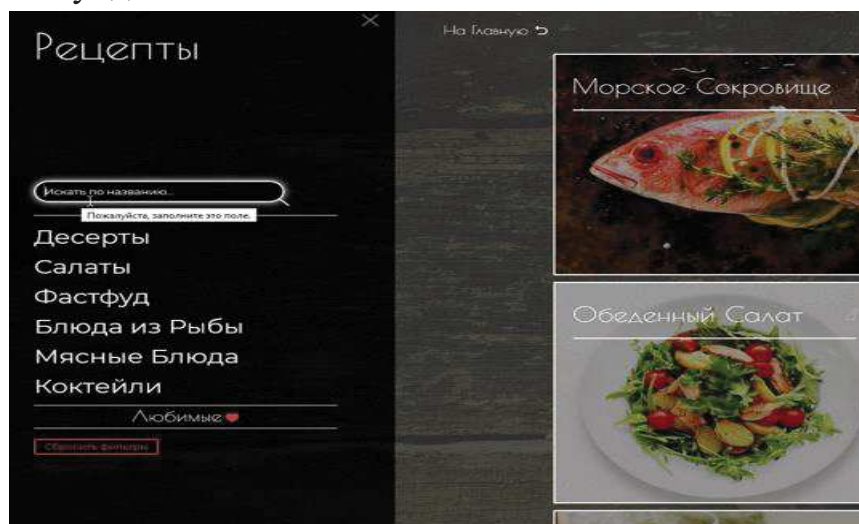 Рецепты
На Главную
Морское Сокровище
Искать по названию...
Пожалуйста, заполните это поле.
Десерты
Салаты
Фастфуд
Блюда из Рыбы
Мясные Блюда
Коктейли
Любимые
Сбросить фильтры
Обеденный Салат